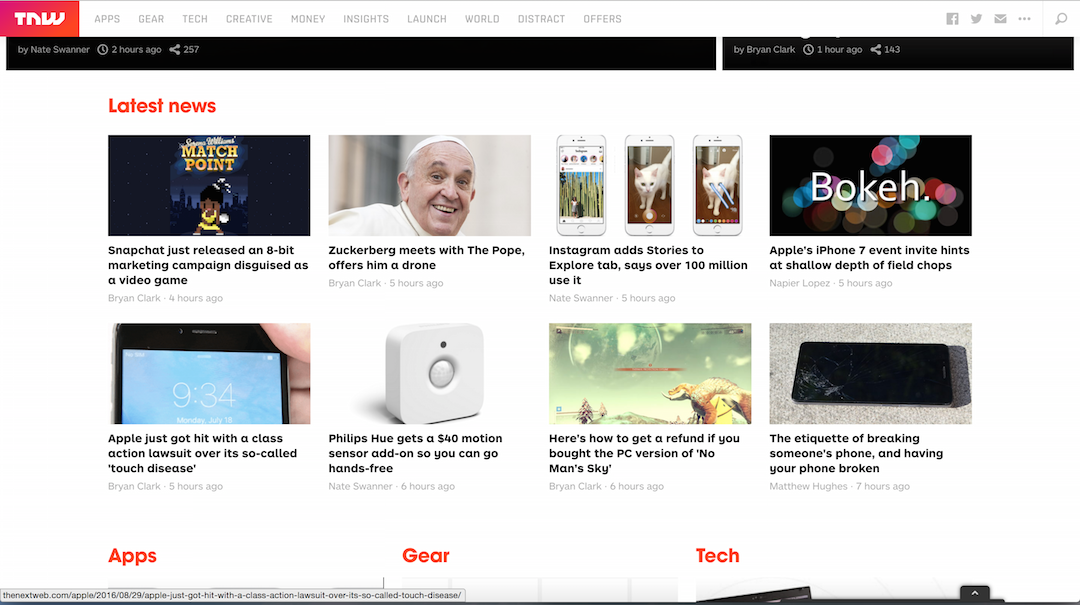 TNW APPS GEAR TECH CREATIVE MONEY INSIGHTS LAUNCH WORLD DISTRACT OFFERS
by Nate Swanner 2 hours ago 257
by Bryan Clark 1 hour ago 143
Latest news
Serena Williams'
MATCH
POINT
Bokeh.
Snapchat just released an 8-bit
marketing campaign disguised as
a video game
Bryan Clark · 4 hours ago
Zuckerberg meets with The Pope,
offers him a drone
Bryan Clark · 5 hours ago
Instagram adds Stories to
Explore tab, says over 100 million
use it
Nate Swanner · 5 hours ago
Apple's iPhone 7 event invite hints
at shallow depth of field chops
Napier Lopez · 5 hours ago
9:34
Monday, July 18
Apple just got hit with a class
action lawsuit over its so-called
'touch disease'
Bryan Clark · 5 hours ago
Philips Hue gets a $40 motion
sensor add-on so you can go
hands-free
Nate Swanner · 6 hours ago
Here's how to get a refund if you
bought the PC version of 'No
Man's Sky'
Bryan Clark · 6 hours ago
The etiquette of breaking
someone's phone, and having
your phone broken
Matthew Hughes · 7 hours ago
Apps
Gear
Tech
thenextweb.com/apple/2016/08/29/apple-just-got-hit-with-a-class-action-lawsuit-over-its-so-called-touch-disease/